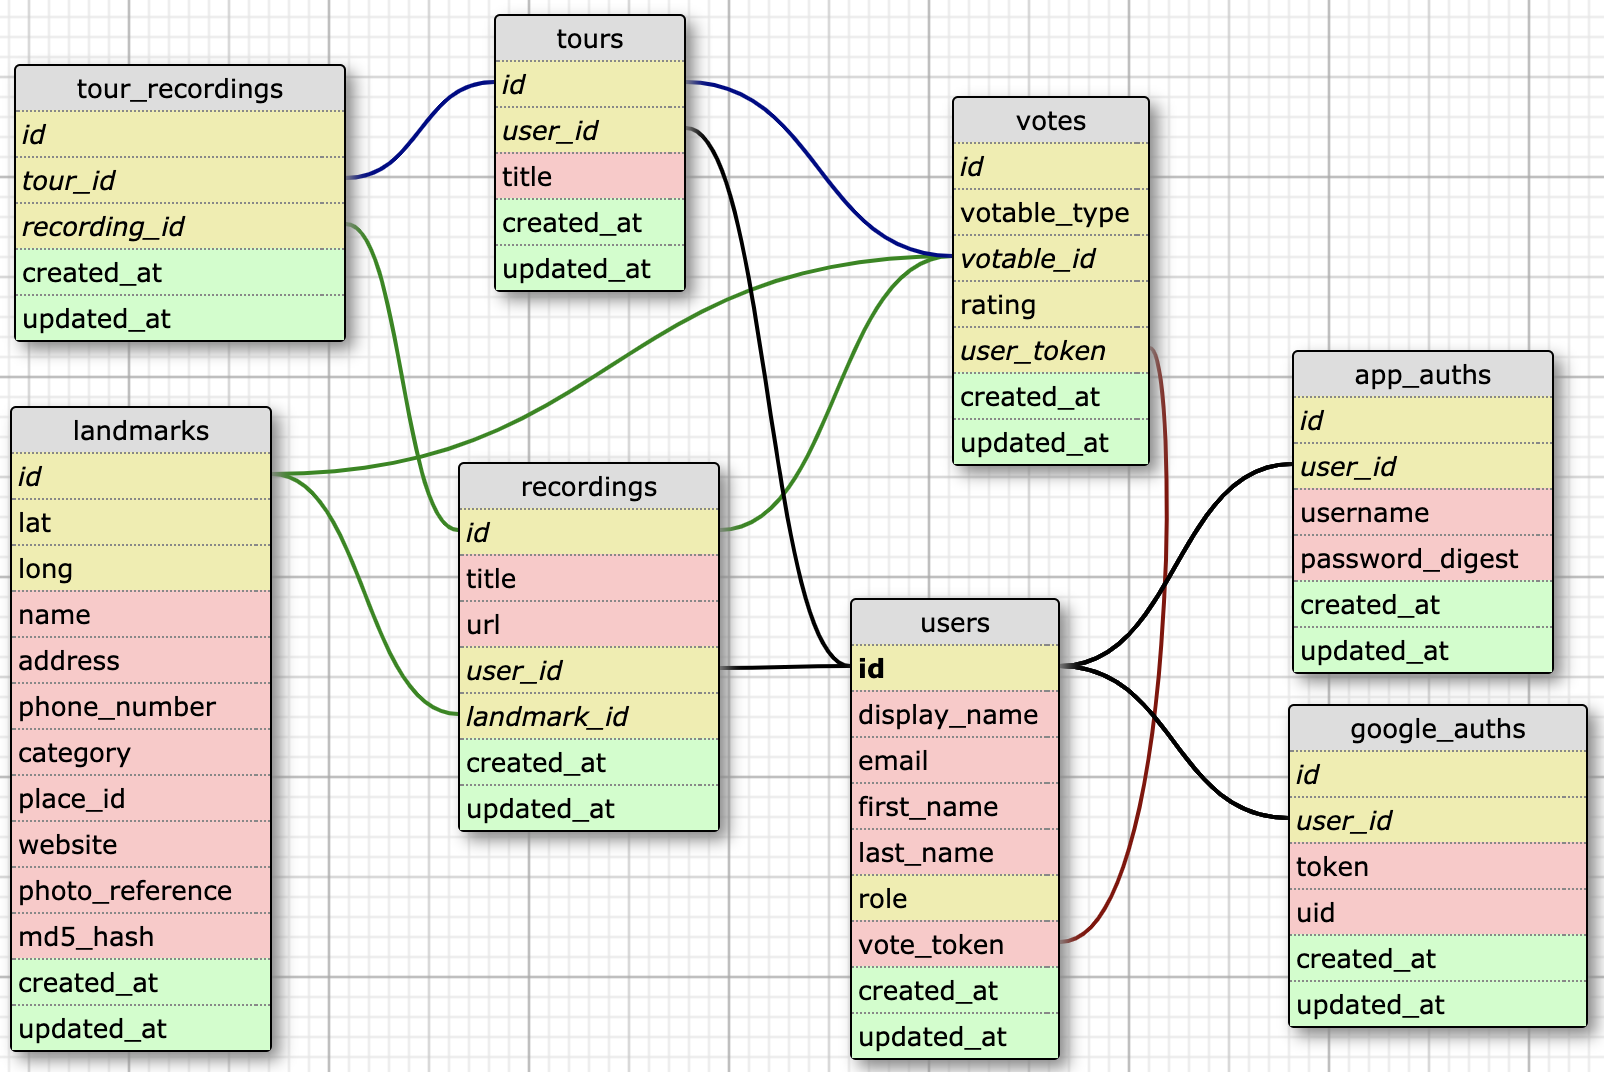 tour_recordings
id
tour_id
recording_id
created_at
updated_at
tours
id
user_id
title
created_at
updated_at
votes
id
votable_type
votable_id
rating
user_token
created_at
updated_at
app_auths
id
user_id
username
password_digest
created_at
updated_at
landmarks
id
lat
long
name
address
phone_number
category
place_id
website
photo_reference
md5_hash
created_at
updated_at
recordings
id
title
url
user_id
landmark_id
created_at
updated_at
users
id
display_name
email
first_name
last_name
role
vote_token
created_at
updated_at
google_auths
id
user_id
token
uid
created_at
updated_at